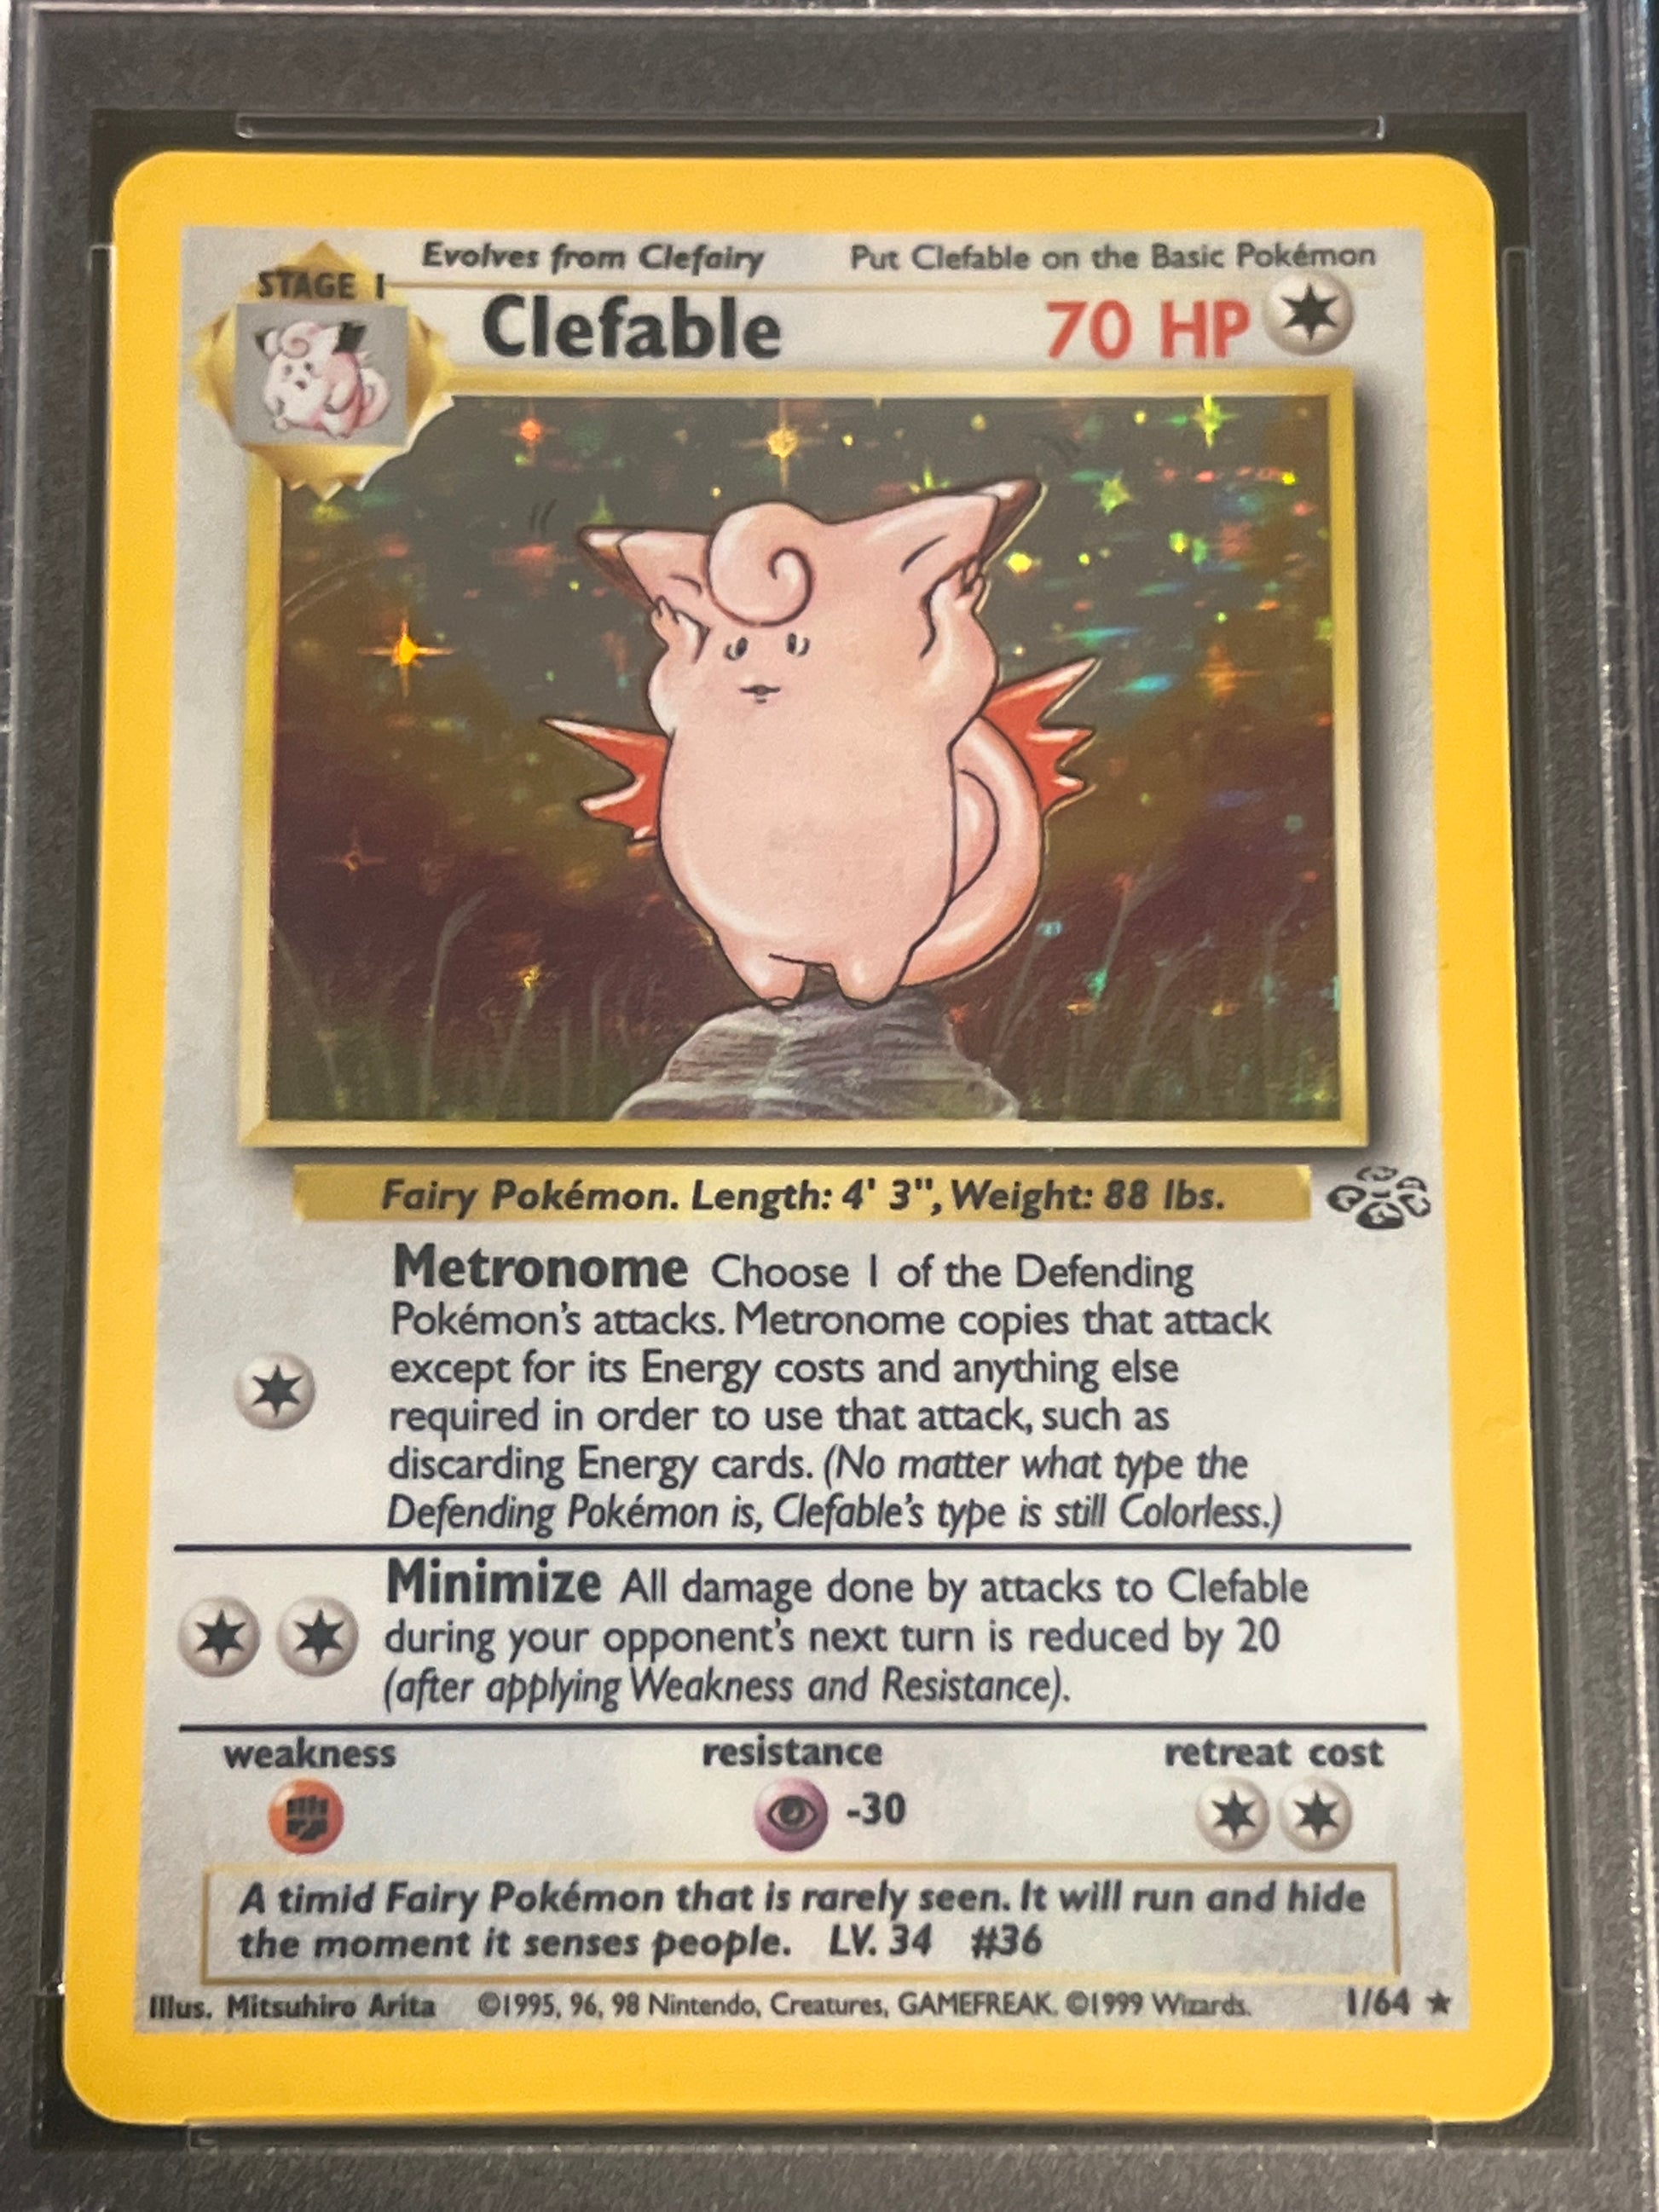 Evolves from Clefairy Put Clefable on the Basic Pokémon
STAGE 1
Clefable 70 HP
Fairy Pokémon. Length: 4' 3", Weight: 88 lbs.
Metronome Choose 1 of the Defending
Pokémon's attacks. Metronome copies that attack
except for its Energy costs and anything else
required in order to use that attack, such as
discarding Energy cards. (No matter what type the
Defending Pokémon is, Clefable's type is still Colorless.)
Minimize All damage done by attacks to Clefable
during your opponent's next turn is reduced by 20
(after applying Weakness and Resistance).
weakness resistance retreat cost
-30
A timid Fairy Pokémon that is rarely seen. It will run and hide
the moment it senses people. LV. 34 #36
Illus. Mitsuhiro Arita ©1995, 96, 98 Nintendo, Creatures, GAMEFREAK. ©1999 Wizards. 1/64 ★